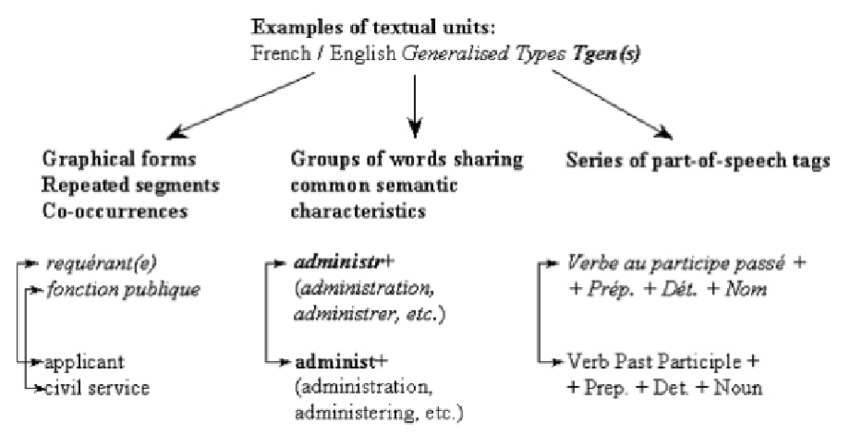 Examples of textual units:
French / English Generalised Types Tgen(s)
Graphical forms
Repeated segments
Co-occurrences
requérant(e)
fonction publique
applicant
civil service
Groups of words sharing
common semantic
characteristics
administr+
(administration,
administrer, etc.)
administ+
(administration,
administering, etc.)
Series of part-of-speech tags
Verbe au participe passé +
+ Prép. + Dét. + Nom
Verb Past Participle +
+ Prep. + Det. + Noun